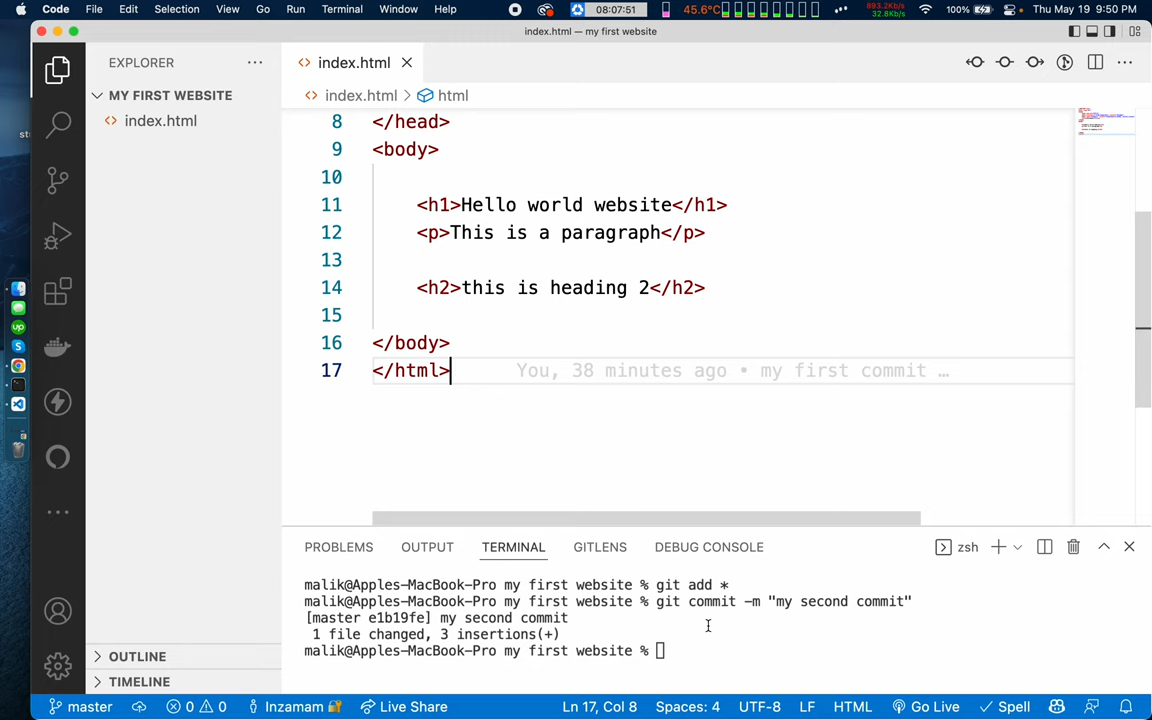 Code File Edit Selection View Go Run Terminal Window Help 08:07:51 45.6°C 893.2Kb/s 32.8Kb/s 100% Thu May 19 9:50 PM
index.html — my first website
EXPLORER
index.html
index.html > html
MY FIRST WEBSITE
index.html
8 </head>
9 <body>
10
11 <h1>Hello world website</h1>
12 <p>This is a paragraph</p>
13
14 <h2>this is heading 2</h2>
15
16 </body>
17 </html> You, 38 minutes ago • my first commit …
PROBLEMS OUTPUT TERMINAL GITLENS DEBUG CONSOLE zsh
malik@Apples-MacBook-Pro my first website % git add *
malik@Apples-MacBook-Pro my first website % git commit -m "my second commit"
[master e1b19fe] my second commit
1 file changed, 3 insertions(+)
malik@Apples-MacBook-Pro my first website %
OUTLINE
TIMELINE
master 0 0 Inzamam Live Share Ln 17, Col 8 Spaces: 4 UTF-8 LF HTML Go Live Spell